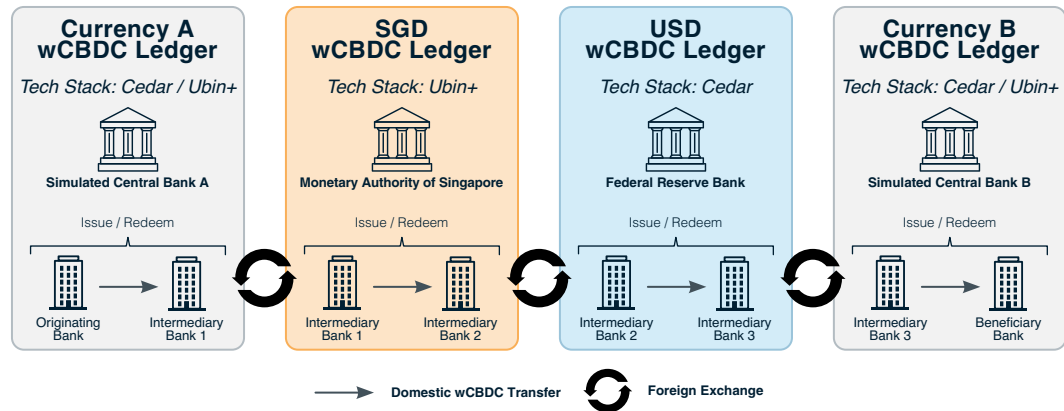 Currency A
wCBDC Ledger
Tech Stack: Cedar / Ubin+
Simulated Central Bank A
Issue / Redeem
Originating
Bank
Intermediary
Bank 1
SGD
wCBDC Ledger
Tech Stack: Ubin+
Monetary Authority of Singapore
Issue / Redeem
Intermediary
Bank 1
Intermediary
Bank 2
USD
wCBDC Ledger
Tech Stack: Cedar
Federal Reserve Bank
Issue / Redeem
Intermediary
Bank 2
Intermediary
Bank 3
Currency B
wCBDC Ledger
Tech Stack: Cedar / Ubin+
Simulated Central Bank B
Issue / Redeem
Intermediary
Bank 3
Beneficiary
Bank
Domestic wCBDC Transfer
Foreign Exchange